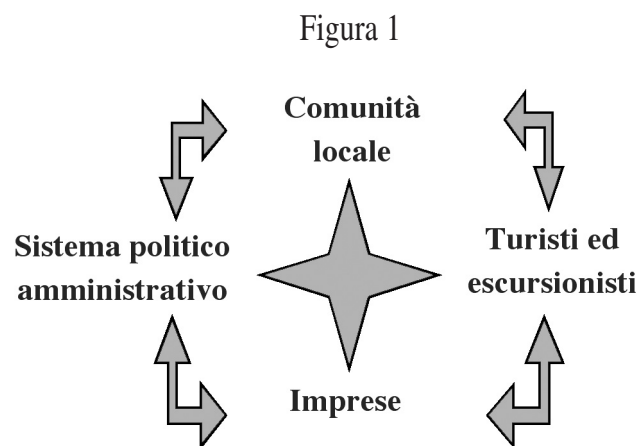 Figura 1
Comunità
locale
Sistema politico
amministrativo
Turisti ed
escursionisti
Imprese